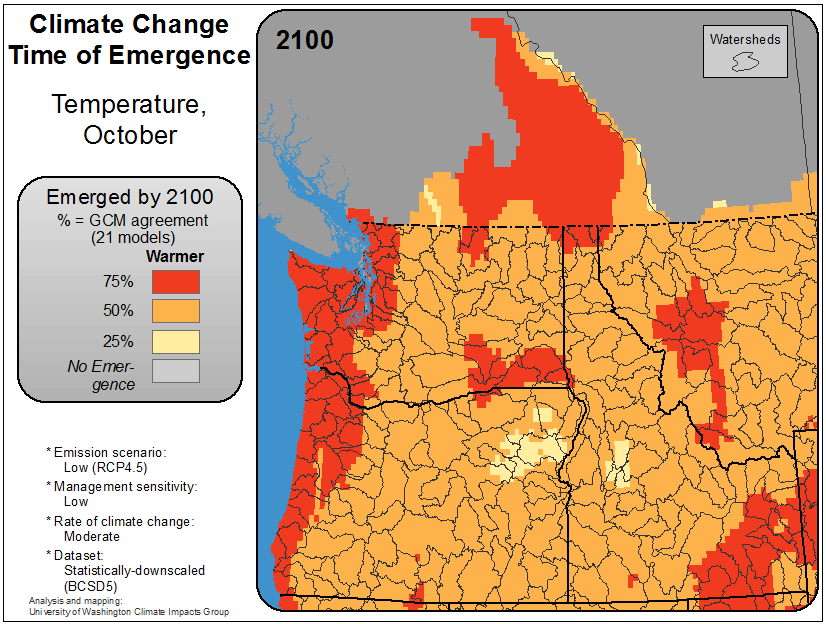 Climate Change
Time of Emergence
Temperature,
October
Emerged by 2100
% = GCM agreement
(21 models)
Warmer
75%
50%
25%
No Emer-
gence
* Emission scenario:
Low (RCP4.5)
* Management sensitivity:
Low
* Rate of climate change:
Moderate
* Dataset:
Statistically-downscaled
(BCSD5)
Analysis and mapping:
University of Washington Climate Impacts Group
2100
Watersheds